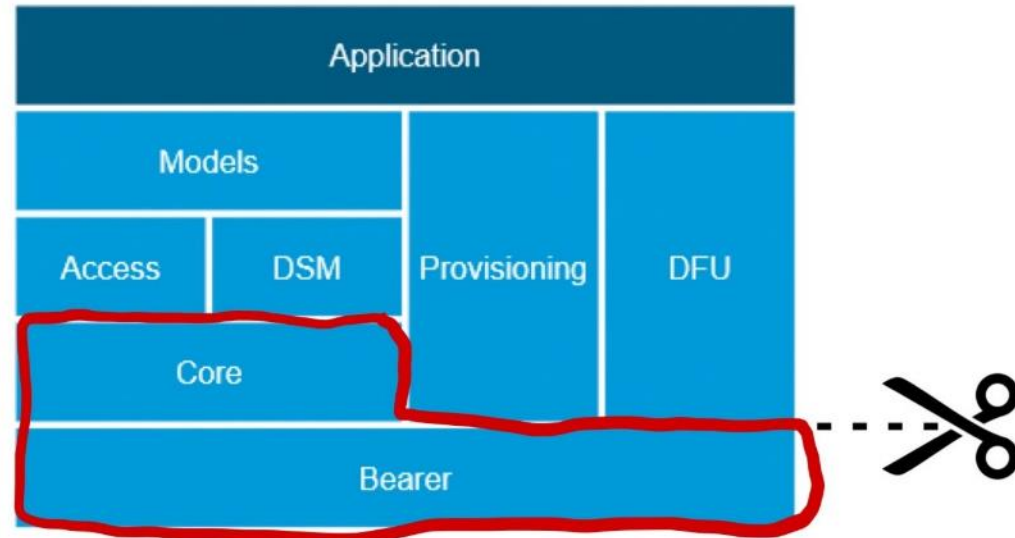 Application
Models
Access DSM Provisioning DFU
Core
Bearer